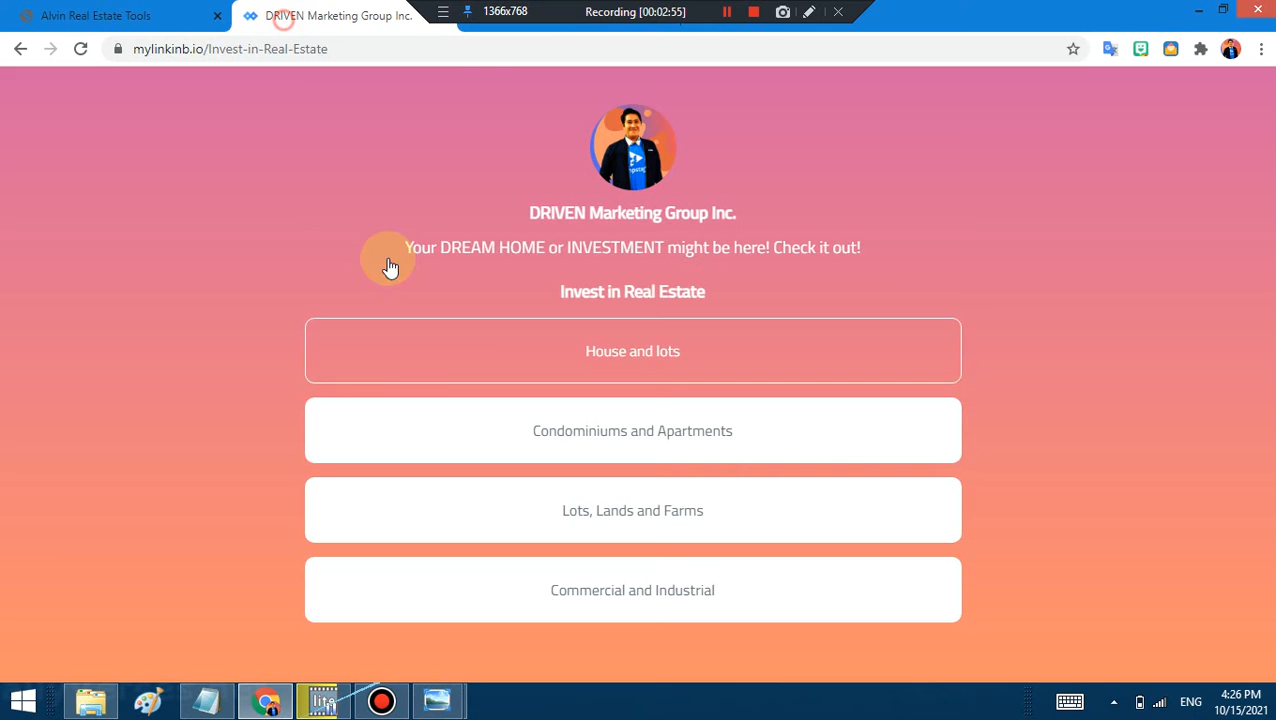 Alvin Real Estate Tools
DRIVEN Marketing Group Inc.
1366x768
Recording [00:02:55]
mylinkinb.io/Invest-in-Real-Estate
DRIVEN Marketing Group Inc.
Your DREAM HOME or INVESTMENT might be here! Check it out!
Invest in Real Estate
House and lots
Condominiums and Apartments
Lots, Lands and Farms
Commercial and Industrial
lite
ENG
4:26 PM
10/15/2021